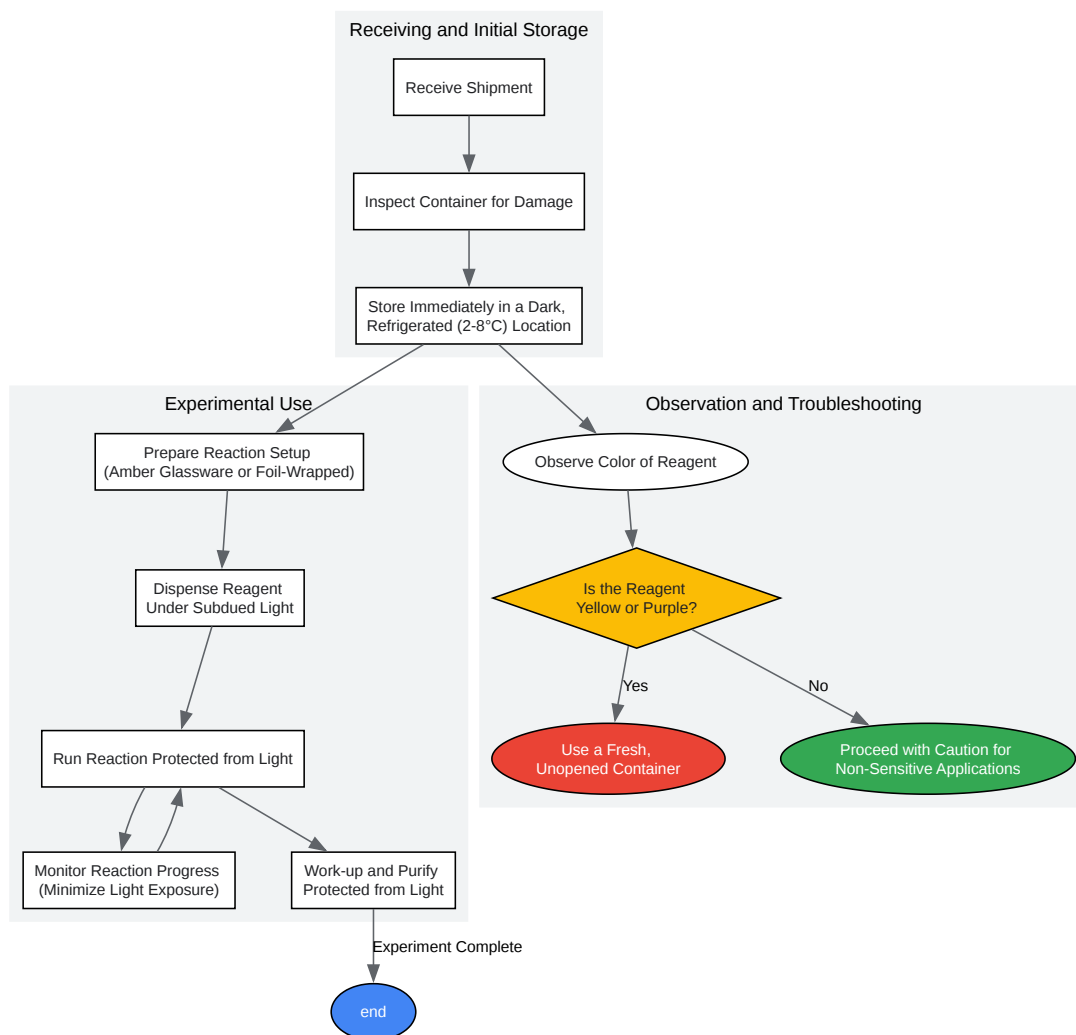 Receiving and Initial Storage
Receive Shipment
Inspect Container for Damage
Store Immediately in a Dark,
Refrigerated (2-8°C) Location
Experimental Use
Prepare Reaction Setup
(Amber Glassware or Foil-Wrapped)
Dispense Reagent
Under Subdued Light
Run Reaction Protected from Light
Monitor Reaction Progress
(Minimize Light Exposure)
Work-up and Purify
Protected from Light
Experiment Complete
end
Observation and Troubleshooting
Observe Color of Reagent
Is the Reagent
Yellow or Purple?
Yes
No
Use a Fresh,
Unopened Container
Proceed with Caution for
Non-Sensitive Applications